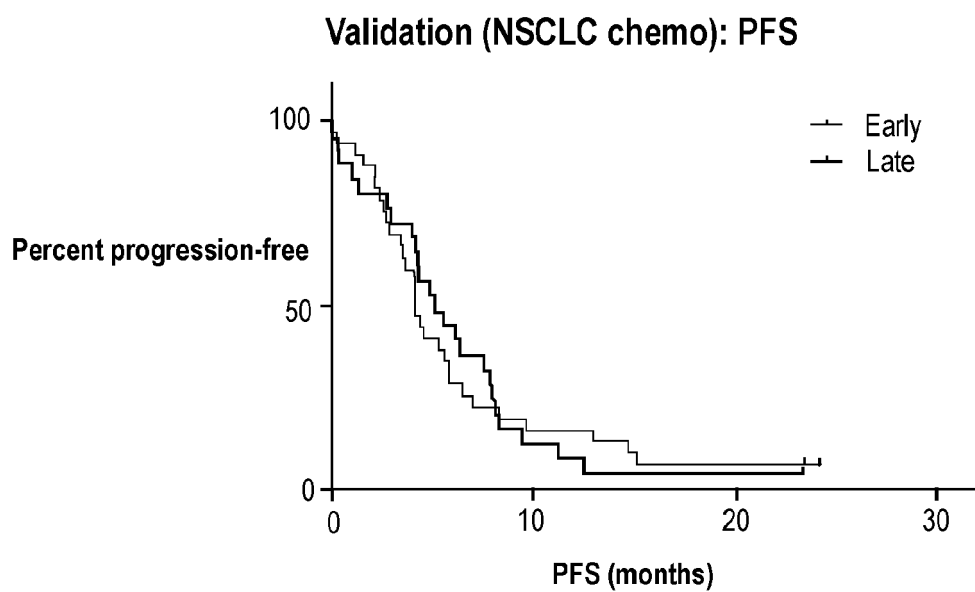 Validation (NSCLC chemo): PFS
100
Early
Late
Percent progression-free
50
0
0
10
20
30
PFS (months)